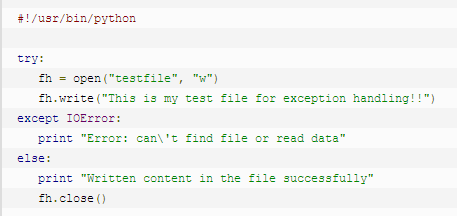 #!/usr/bin/python

try:
   fh = open("testfile", "w")
   fh.write("This is my test file for exception handling!!")
except IOError:
   print "Error: can\'t find file or read data"
else:
   print "Written content in the file successfully"
   fh.close()